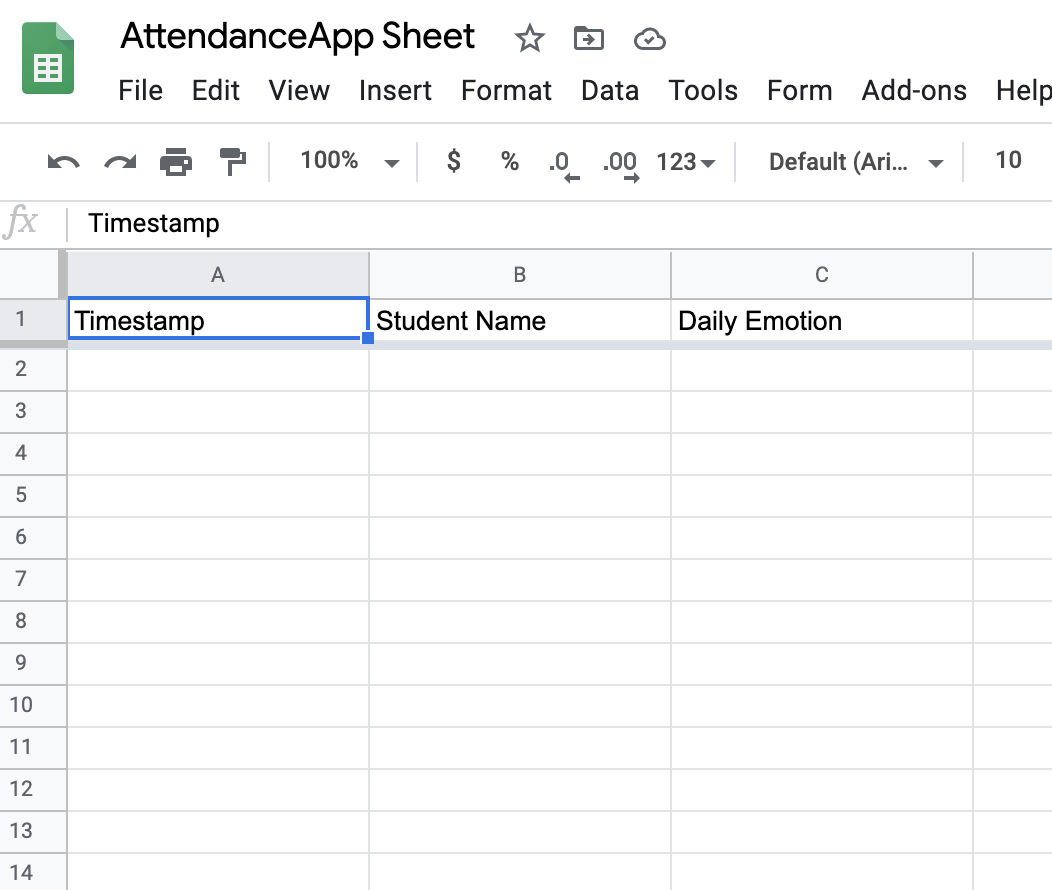 AttendanceApp Sheet
File Edit View Insert Format Data Tools Form Add-ons Help
100% $ % .0 .00 123 Default (Ari... 10
fx Timestamp
A B C
1 Timestamp Student Name Daily Emotion
2
3
4
5
6
7
8
9
10
11
12
13
14